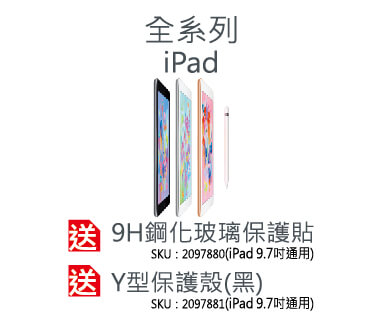 全系列
iPad
送 9H鋼化玻璃保護貼
SKU：2097880(iPad 9.7吋通用)
送 Y型保護殼(黑)
SKU：2097881(iPad 9.7吋通用)